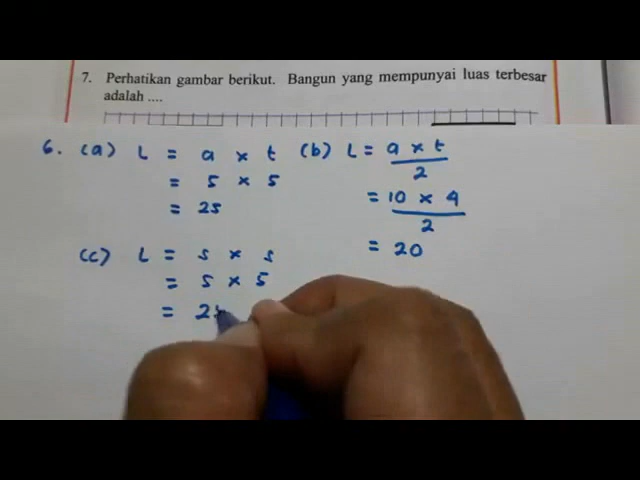 7. Perhatikan gambar berikut. Bangun yang mempunyai luas terbesar
adalah ....
6. (a) L = a x t
= 5 x 5
= 25
(b) L = a x t
2
= 10 x 4
2
= 20
(c) L = s x s
= 5 x 5
= 25